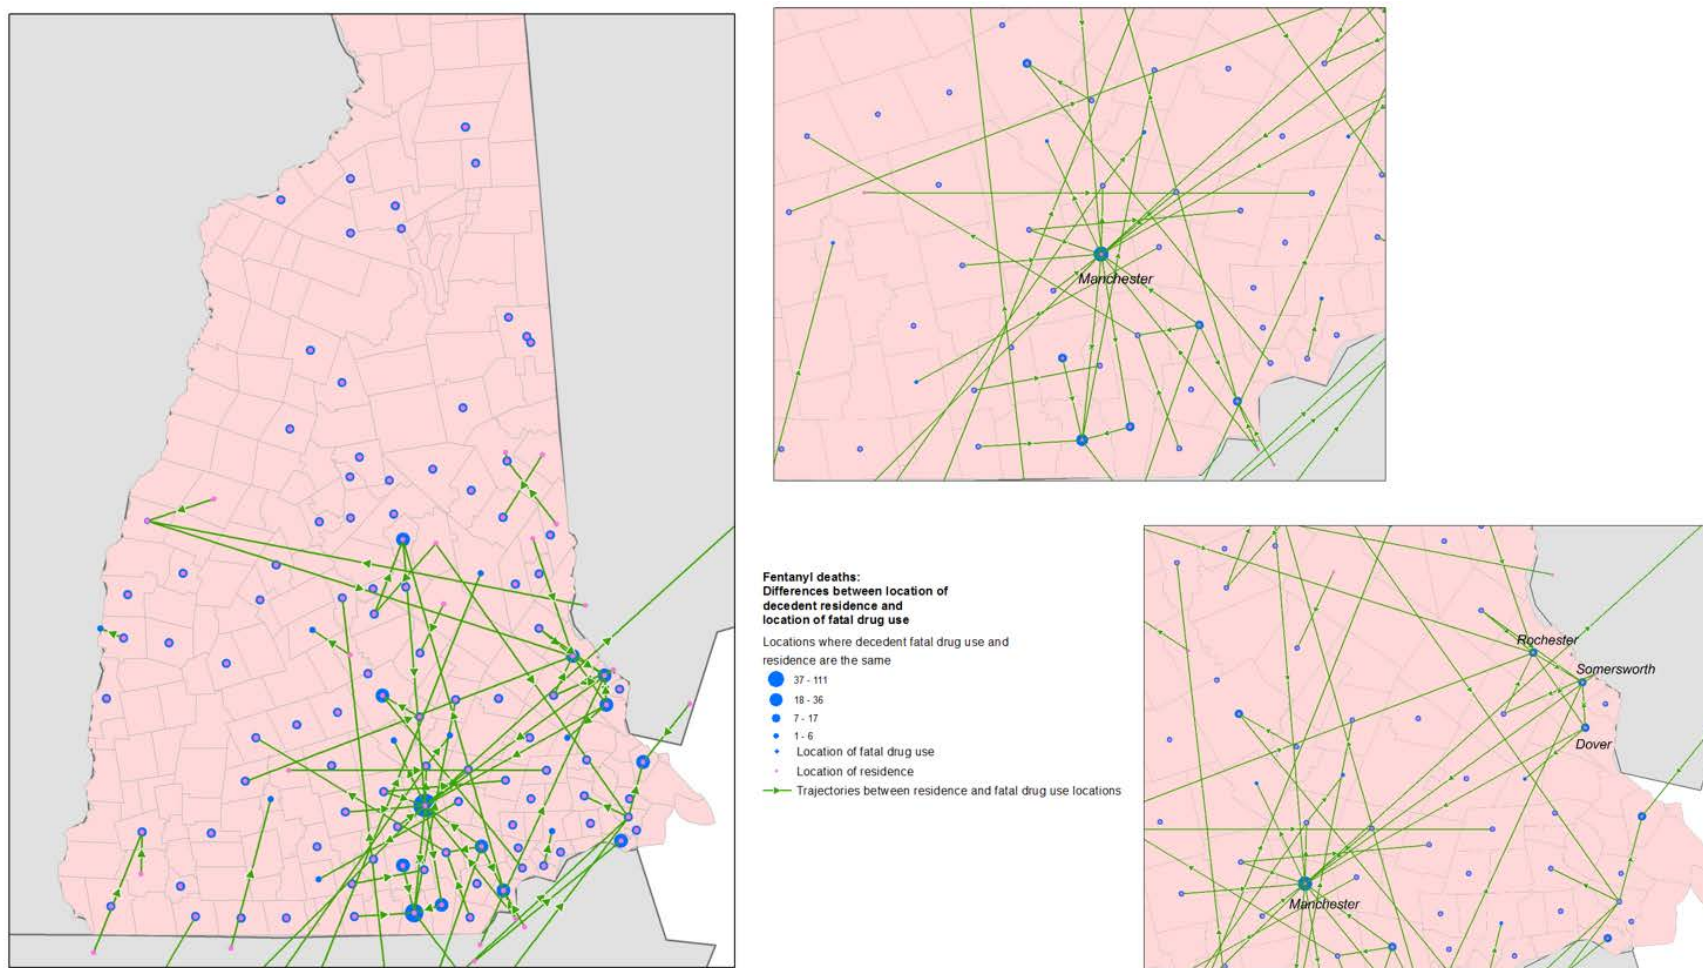 Manchester
Fentanyl deaths:
Differences between location of
decedent residence and
location of fatal drug use
Locations where decedent fatal drug use and
residence are the same
37 - 111
18 - 36
7 - 17
1 - 6
Location of fatal drug use
Location of residence
Trajectories between residence and fatal drug use locations
Rochester
Somersworth
Dover
Manchester